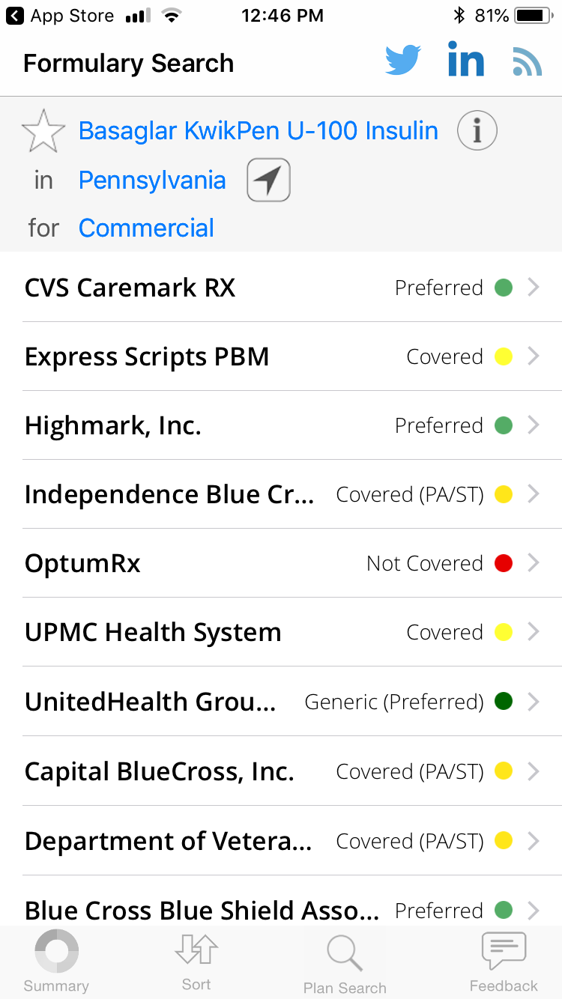 App Store 12:46 PM 81%
Formulary Search in
Basaglar KwikPen U-100 Insulin i
in Pennsylvania
for Commercial
CVS Caremark RX Preferred
Express Scripts PBM Covered
Highmark, Inc. Preferred
Independence Blue Cr... Covered (PA/ST)
OptumRx Not Covered
UPMC Health System Covered
UnitedHealth Grou... Generic (Preferred)
Capital BlueCross, Inc. Covered (PA/ST)
Department of Vetera... Covered (PA/ST)
Blue Cross Blue Shield Asso... Preferred
Summary Sort Plan Search Feedback